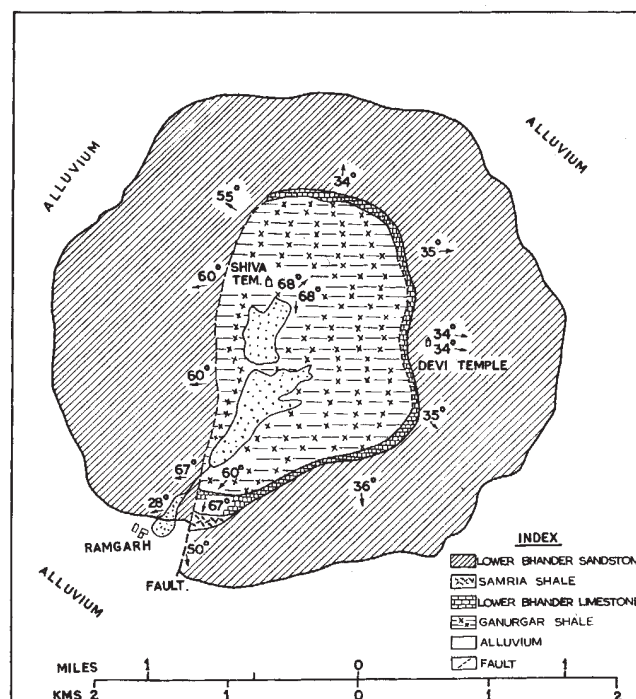 ALLUVIUM
ALLUVIUM
34°
55°
35°
60°
SHIVA
TEM.
68°
68°
34°
34°
DEVI TEMPLE
60°
35°
67°
60°
28°
67°
36°
50°
RAMGARH
FAULT.
ALLUVIUM
INDEX
LOWER BHANDER SANDSTON
SAMRIA SHALE
LOWER BHANDER LIMESTONE
GANURGAR SHALE
ALLUVIUM
FAULT
MILES 1 0 1 2
KMS 2 1 0 1 2